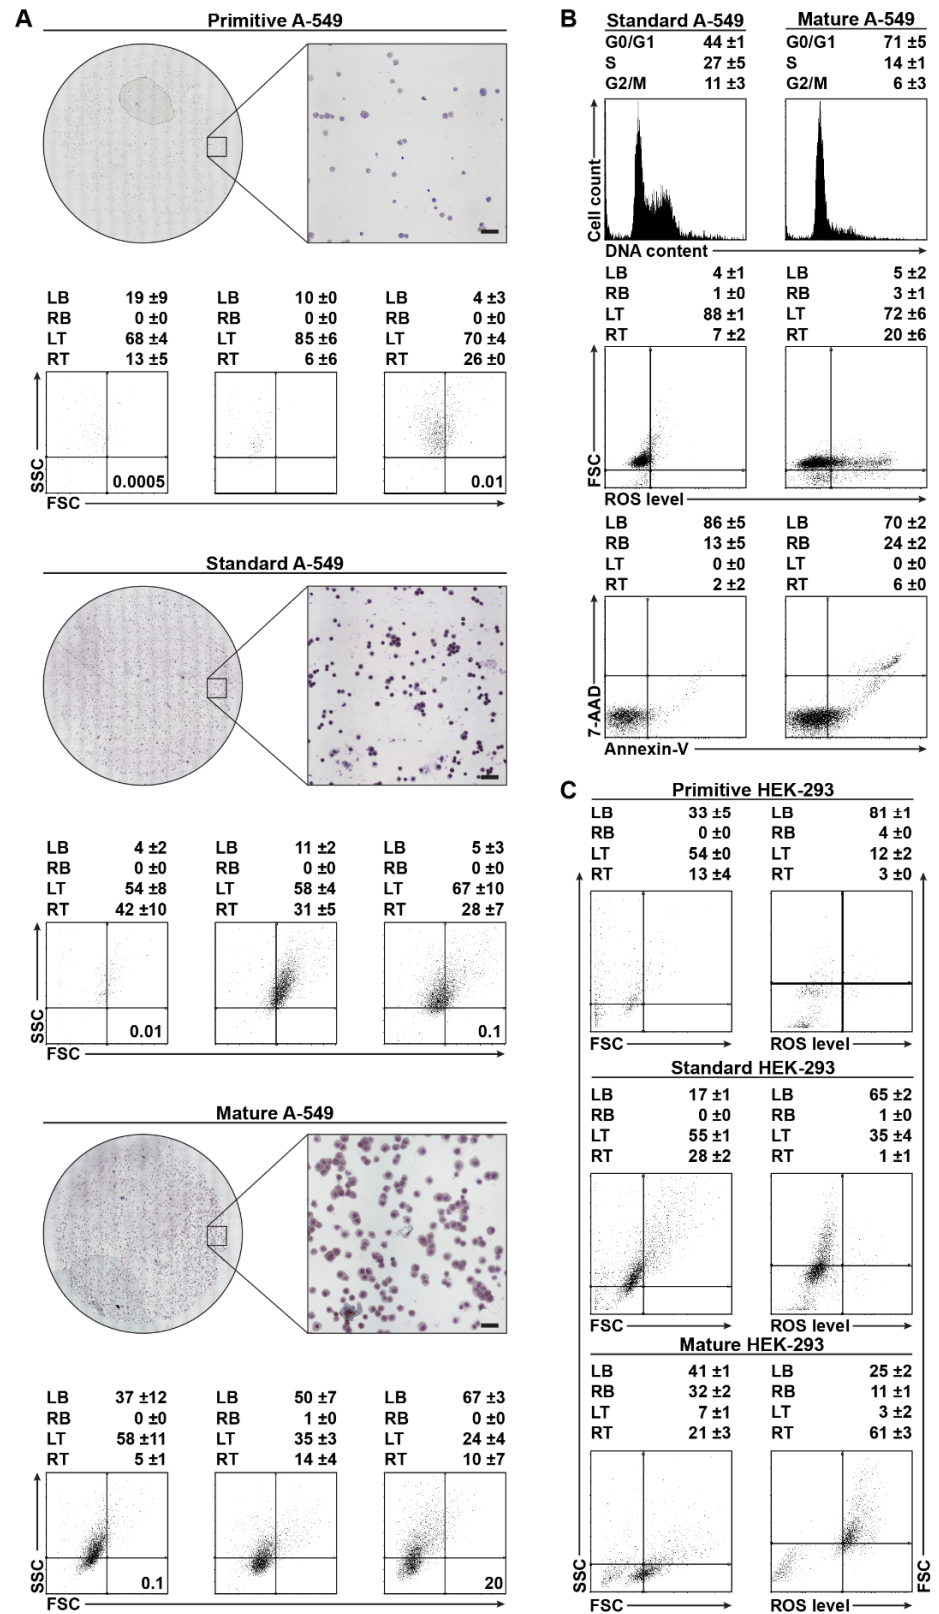 A
Primitive A-549
LB 19 ±9
RB 0 ±0
LT 68 ±4
RT 13 ±5
LB 10 ±0
RB 0 ±0
LT 85 ±6
RT 6 ±6
LB 4 ±3
RB 0 ±0
LT 70 ±4
RT 26 ±0
SSC
0.0005
0.01
FSC
Standard A-549
LB 4 ±2
RB 0 ±0
LT 54 ±8
RT 42 ±10
LB 11 ±2
RB 0 ±0
LT 58 ±4
RT 31 ±5
LB 5 ±3
RB 0 ±0
LT 67 ±10
RT 28 ±7
SSC
0.01
0.1
FSC
Mature A-549
LB 37 ±12
RB 0 ±0
LT 58 ±11
RT 5 ±1
LB 50 ±7
RB 1 ±0
LT 35 ±3
RT 14 ±4
LB 67 ±3
RB 0 ±0
LT 24 ±4
RT 10 ±7
SSC
0.1
20
FSC
B
Standard A-549
G0/G1 44 ±1
S 27 ±5
G2/M 11 ±3
Mature A-549
G0/G1 71 ±5
S 14 ±1
G2/M 6 ±3
Cell count
DNA content
LB 4 ±1
RB 1 ±0
LT 88 ±1
RT 7 ±2
LB 5 ±2
RB 3 ±1
LT 72 ±6
RT 20 ±6
FSC
ROS level
LB 86 ±5
RB 13 ±5
LT 0 ±0
RT 2 ±2
LB 70 ±2
RB 24 ±2
LT 0 ±0
RT 6 ±0
7-AAD
Annexin-V
C
Primitive HEK-293
LB 33 ±5
RB 0 ±0
LT 54 ±0
RT 13 ±4
LB 81 ±1
RB 4 ±0
LT 12 ±2
RT 3 ±0
FSC
ROS level
Standard HEK-293
LB 17 ±1
RB 0 ±0
LT 55 ±1
RT 28 ±2
LB 65 ±2
RB 1 ±0
LT 35 ±4
RT 1 ±1
FSC
ROS level
Mature HEK-293
LB 41 ±1
RB 32 ±2
LT 7 ±1
RT 21 ±3
LB 25 ±2
RB 11 ±1
LT 3 ±2
RT 61 ±3
SSC
FSC
FSC
ROS level